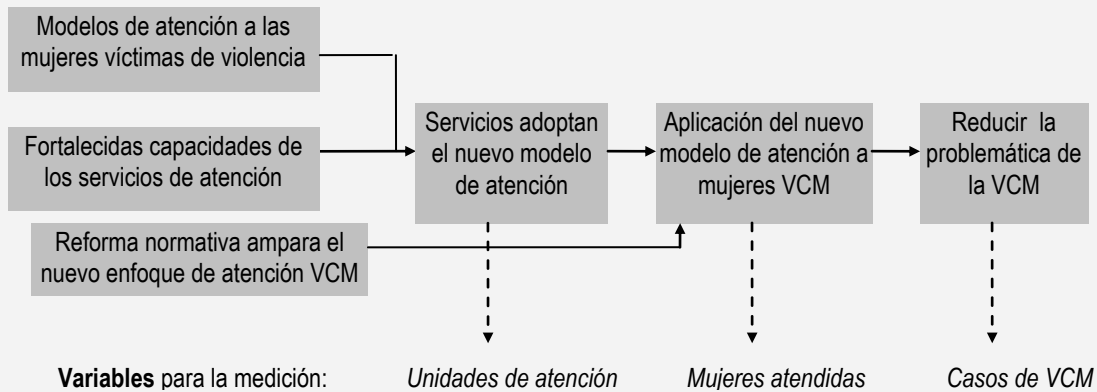 Modelos de atención a las
mujeres víctimas de violencia
Fortalecidas capacidades de
los servicios de atención
Reforma normativa ampara el
nuevo enfoque de atención VCM
Servicios adoptan
el nuevo modelo
de atención
Aplicación del nuevo
modelo de atención a
mujeres VCM
Reducir la
problemática de
la VCM
Variables para la medición:
Unidades de atención
Mujeres atendidas
Casos de VCM